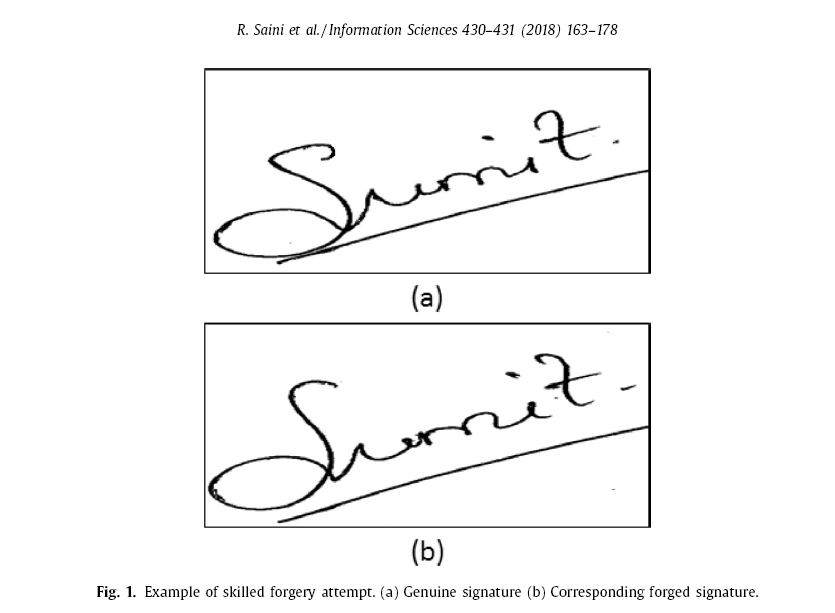 R. Saini et al. / Information Sciences 430–431 (2018) 163–178
Sumit.
(a)
Sumit.
(b)
Fig. 1. Example of skilled forgery attempt. (a) Genuine signature (b) Corresponding forged signature.